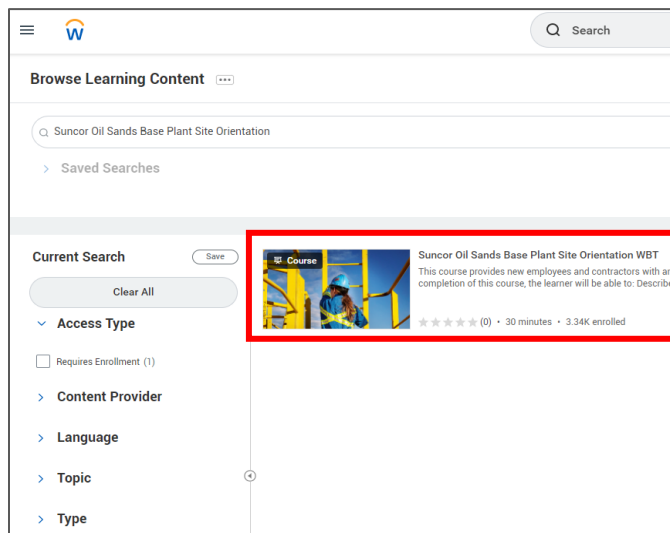 Search
Browse Learning Content
Suncor Oil Sands Base Plant Site Orientation
Saved Searches
Current Search
Save
Clear All
Access Type
Requires Enrollment (1)
Content Provider
Language
Topic
Type
Course
Suncor Oil Sands Base Plant Site Orientation WBT
This course provides new employees and contractors with an
completion of this course, the learner will be able to: Describe
(0) • 30 minutes • 3.34K enrolled